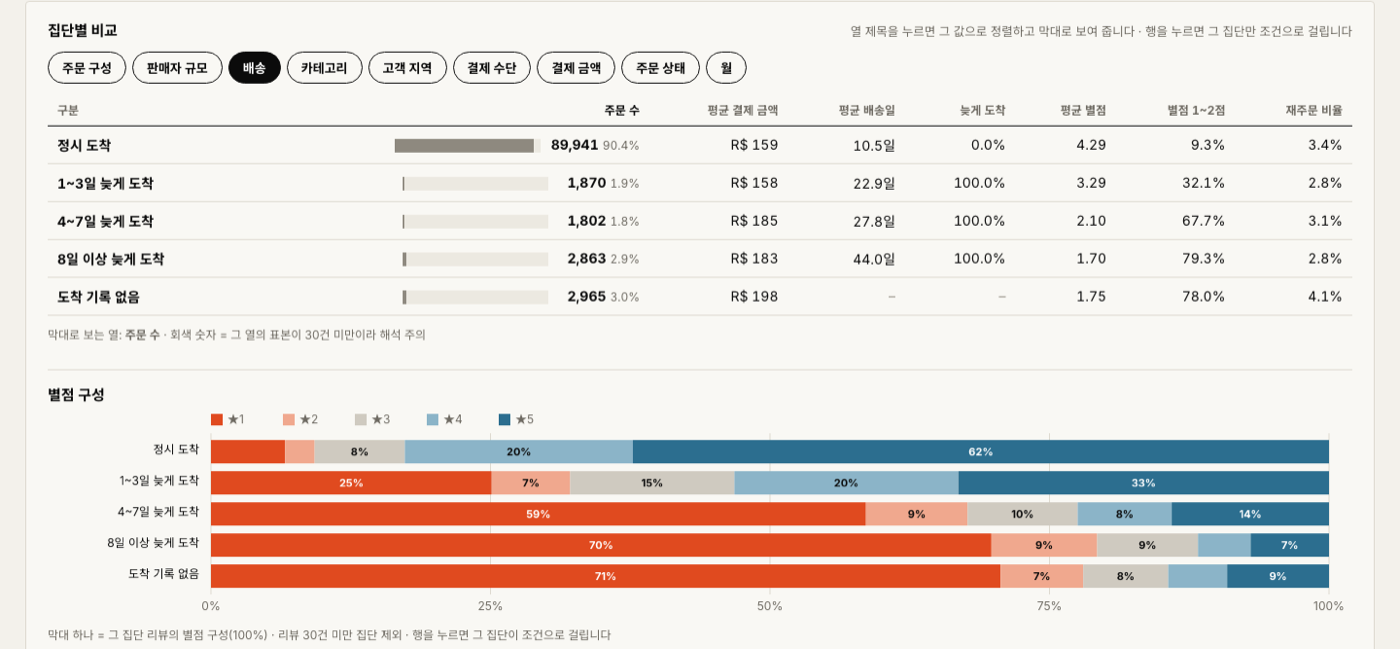 집단별 비교
열 제목을 누르면 그 값으로 정렬하고 막대로 보여 줍니다 · 행을 누르면 그 집단만 조건으로 걸립니다
주문 구성 판매자 규모 배송 카테고리 고객 지역 결제 수단 결제 금액 주문 상태 월
구분 주문 수 평균 결제 금액 평균 배송일 늦게 도착 평균 별점 별점 1~2점 재주문 비율
정시 도착 89,941 90.4% R$ 159 10.5일 0.0% 4.29 9.3% 3.4%
1~3일 늦게 도착 1,870 1.9% R$ 158 22.9일 100.0% 3.29 32.1% 2.8%
4~7일 늦게 도착 1,802 1.8% R$ 185 27.8일 100.0% 2.10 67.7% 3.1%
8일 이상 늦게 도착 2,863 2.9% R$ 183 44.0일 100.0% 1.70 79.3% 2.8%
도착 기록 없음 2,965 3.0% R$ 198 – – 1.75 78.0% 4.1%
막대로 보는 열: 주문 수 · 회색 숫자 = 그 열의 표본이 30건 미만이라 해석 주의
별점 구성
★1 ★2 ★3 ★4 ★5
정시 도착 8% 20% 62%
1~3일 늦게 도착 25% 7% 15% 20% 33%
4~7일 늦게 도착 59% 9% 10% 8% 14%
8일 이상 늦게 도착 70% 9% 9% 7%
도착 기록 없음 71% 7% 8% 9%
0% 25% 50% 75% 100%
막대 하나 = 그 집단 리뷰의 별점 구성(100%) · 리뷰 30건 미만 집단 제외 · 행을 누르면 그 집단이 조건으로 걸립니다